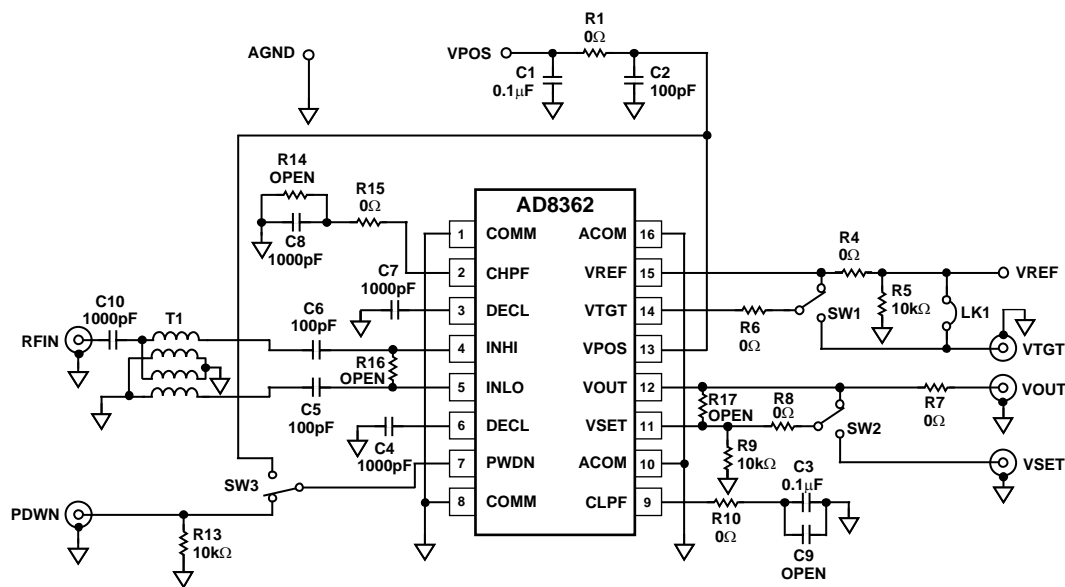 R1
0Ω
AGND
VPOS
C1
0.1μF
C2
100pF
R14
OPEN
R15
0Ω
C8
1000pF
AD8362
1 COMM
ACOM 16
2 CHPF
VREF 15
3 DECL
VTGT 14
4 INHI
VPOS 13
5 INLO
VOUT 12
6 DECL
VSET 11
7 PWDN
ACOM 10
8 COMM
CLPF 9
C7
1000pF
C10
1000pF
T1
RFIN
C6
100pF
R16
OPEN
C5
100pF
C4
1000pF
SW3
PDWN
R13
10kΩ
R4
0Ω
VREF
R5
10kΩ
LK1
SW1
R6
0Ω
VTGT
VOUT
R7
0Ω
R17
OPEN
R8
0Ω
SW2
R9
10kΩ
VSET
C3
0.1μF
R10
0Ω
C9
OPEN